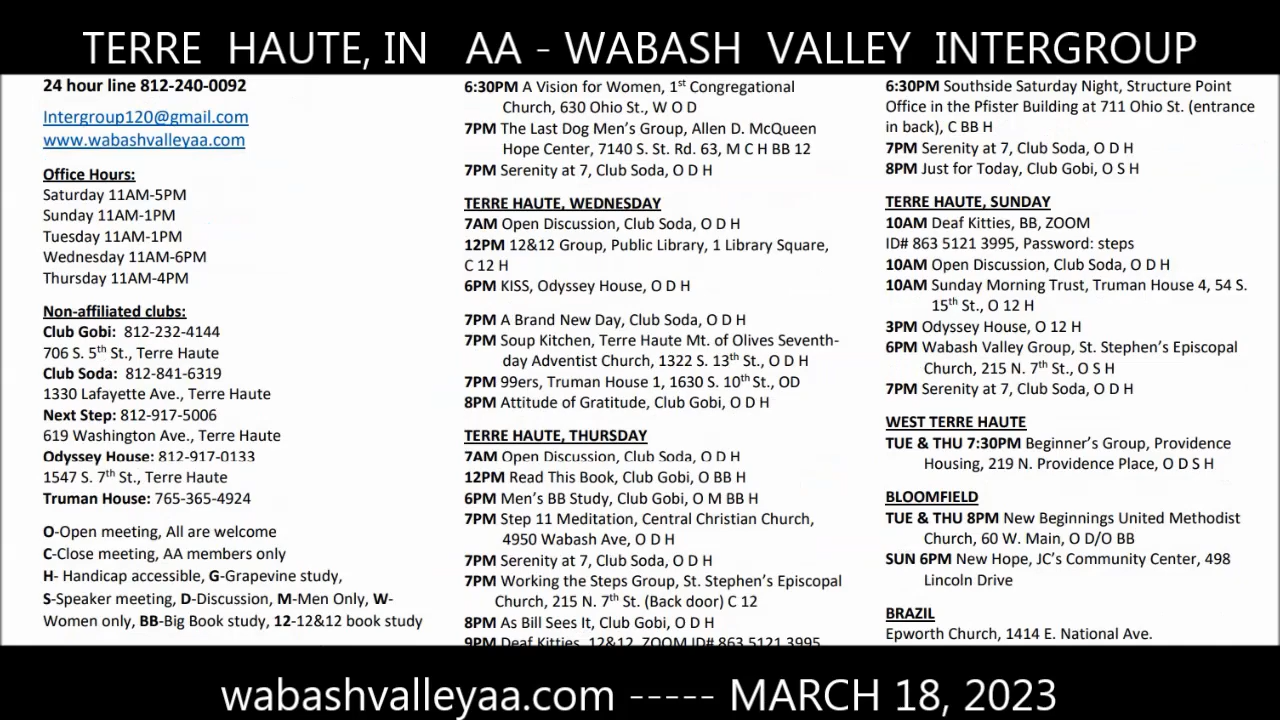 TERRE HAUTE, IN AA - WABASH VALLEY INTERGROUP
24 hour line 812-240-0092
Intergroup120@gmail.com
www.wabashvalleyaa.com
Office Hours:
Saturday 11AM-5PM
Sunday 11AM-1PM
Tuesday 11AM-1PM
Wednesday 11AM-6PM
Thursday 11AM-4PM
Non-affiliated clubs:
Club Gobi: 812-232-4144
706 S. 5th St., Terre Haute
Club Soda: 812-841-6319
1330 Lafayette Ave., Terre Haute
Next Step: 812-917-5006
619 Washington Ave., Terre Haute
Odyssey House: 812-917-0133
1547 S. 7th St., Terre Haute
Truman House: 765-365-4924
O-Open meeting, All are welcome
C-Close meeting, AA members only
H- Handicap accessible, G-Grapevine study,
S-Speaker meeting, D-Discussion, M-Men Only, W-
Women only, BB-Big Book study, 12-12&12 book study
6:30PM A Vision for Women, 1st Congregational
Church, 630 Ohio St., W O D
7PM The Last Dog Men's Group, Allen D. McQueen
Hope Center, 7140 S. St. Rd. 63, M C H BB 12
7PM Serenity at 7, Club Soda, O D H
TERRE HAUTE, WEDNESDAY
7AM Open Discussion, Club Soda, O D H
12PM 12&12 Group, Public Library, 1 Library Square,
C 12 H
6PM KISS, Odyssey House, O D H
7PM A Brand New Day, Club Soda, O D H
7PM Soup Kitchen, Terre Haute Mt. of Olives Seventh-
day Adventist Church, 1322 S. 13th St., O D H
7PM 99ers, Truman House 1, 1630 S. 10th St., OD
8PM Attitude of Gratitude, Club Gobi, O D H
TERRE HAUTE, THURSDAY
7AM Open Discussion, Club Soda, O D H
12PM Read This Book, Club Gobi, O BB H
6PM Men's BB Study, Club Gobi, O M BB H
7PM Step 11 Meditation, Central Christian Church,
4950 Wabash Ave, O D H
7PM Serenity at 7, Club Soda, O D H
7PM Working the Steps Group, St. Stephen's Episcopal
Church, 215 N. 7th St. (Back door) C 12
8PM As Bill Sees It, Club Gobi, O D H
9PM Deaf Kitties, 12&12, ZOOM ID# 863 5121 3995
6:30PM Southside Saturday Night, Structure Point
Office in the Pfister Building at 711 Ohio St. (entrance
in back), C BB H
7PM Serenity at 7, Club Soda, O D H
8PM Just for Today, Club Gobi, O S H
TERRE HAUTE, SUNDAY
10AM Deaf Kitties, BB, ZOOM
ID# 863 5121 3995, Password: steps
10AM Open Discussion, Club Soda, O D H
10AM Sunday Morning Trust, Truman House 4, 54 S.
15th St., O 12 H
3PM Odyssey House, O 12 H
6PM Wabash Valley Group, St. Stephen's Episcopal
Church, 215 N. 7th St., O S H
7PM Serenity at 7, Club Soda, O D H
WEST TERRE HAUTE
TUE & THU 7:30PM Beginner's Group, Providence
Housing, 219 N. Providence Place, O D S H
BLOOMFIELD
TUE & THU 8PM New Beginnings United Methodist
Church, 60 W. Main, O D/O BB
SUN 6PM New Hope, JC's Community Center, 498
Lincoln Drive
BRAZIL
Epworth Church, 1414 E. National Ave.
wabashvalleyaa.com ----- MARCH 18, 2023